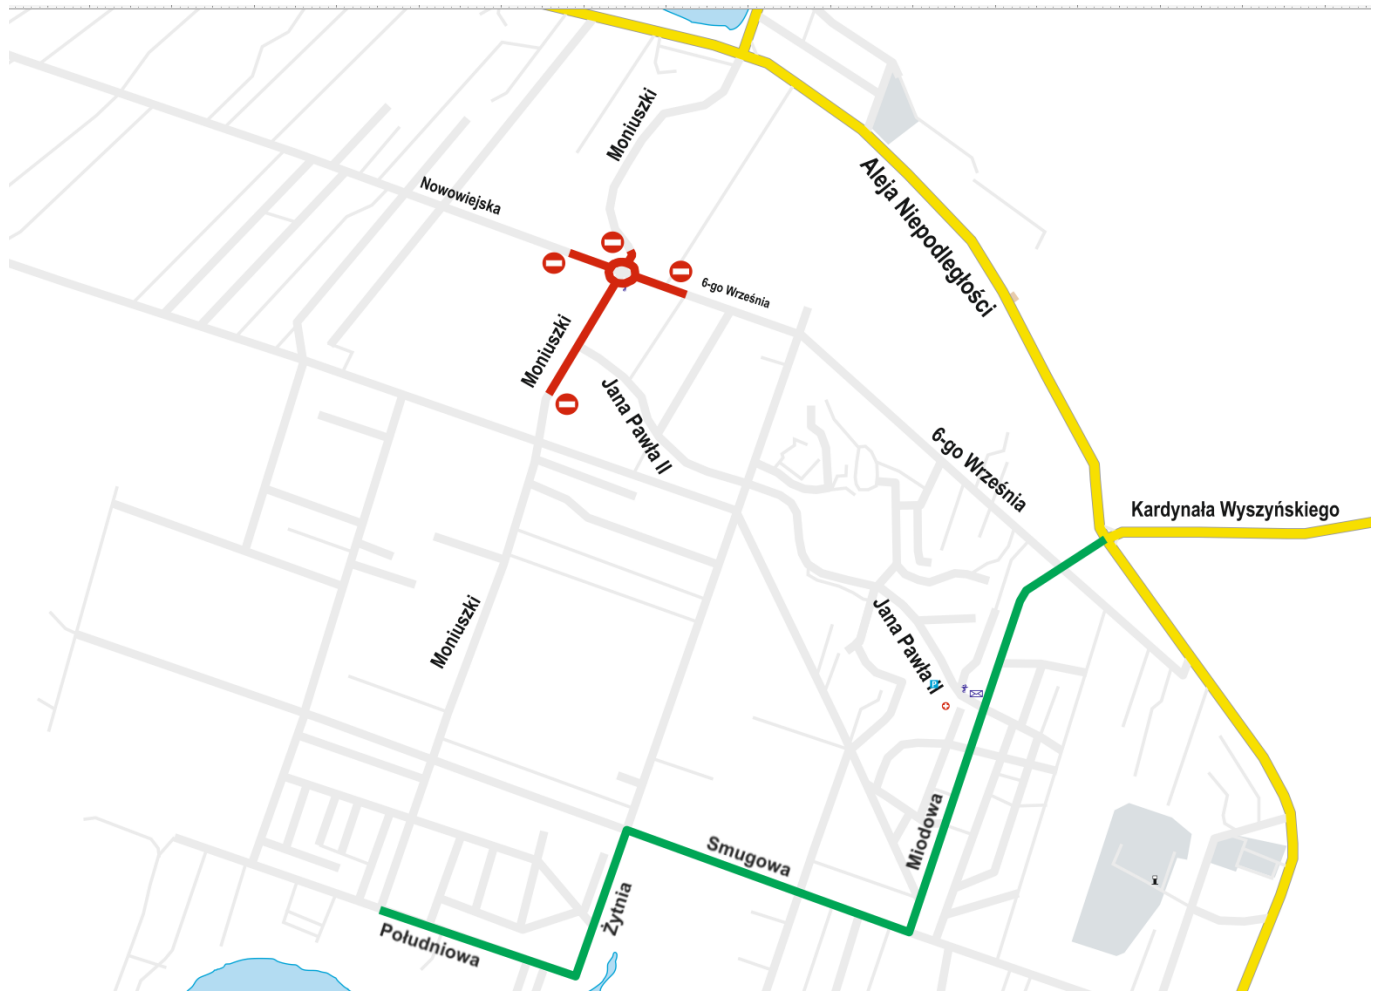 Moniuszki
Nowowiejska
Aleja Niepodległości
6-go Września
Moniuszki
Jana Pawła II
6-go Września
Kardynała Wyszyńskiego
Moniuszki
Jana Pawła II
Miodowa
Smugowa
Żytnia
Południowa